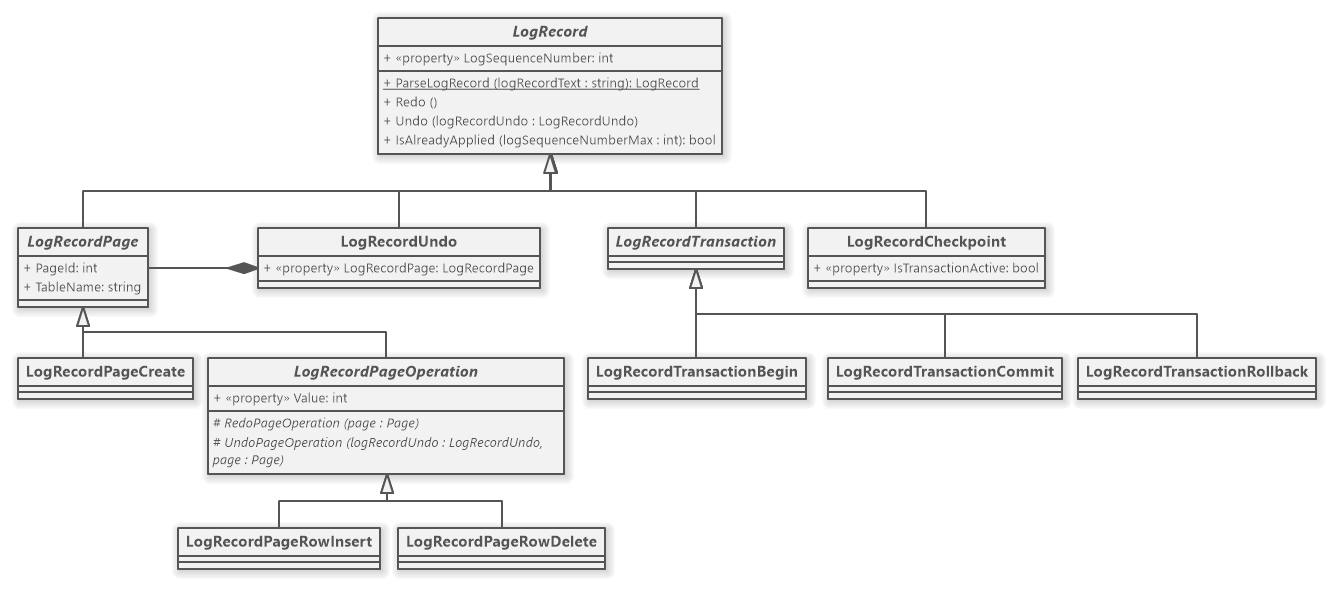 LogRecord
+ «property» LogSequenceNumber: int
+ ParseLogRecord (logRecordText : string): LogRecord
+ Redo ()
+ Undo (logRecordUndo : LogRecordUndo)
+ IsAlreadyApplied (logSequenceNumberMax : int): bool
LogRecordPage
+ PageId: int
+ TableName: string
LogRecordUndo
+ «property» LogRecordPage: LogRecordPage
LogRecordTransaction
LogRecordCheckpoint
+ «property» IsTransactionActive: bool
LogRecordPageCreate
LogRecordPageOperation
+ «property» Value: int
# RedoPageOperation (page : Page)
# UndoPageOperation (logRecordUndo : LogRecordUndo,
page : Page)
LogRecordTransactionBegin
LogRecordTransactionCommit
LogRecordTransactionRollback
LogRecordPageRowInsert
LogRecordPageRowDelete